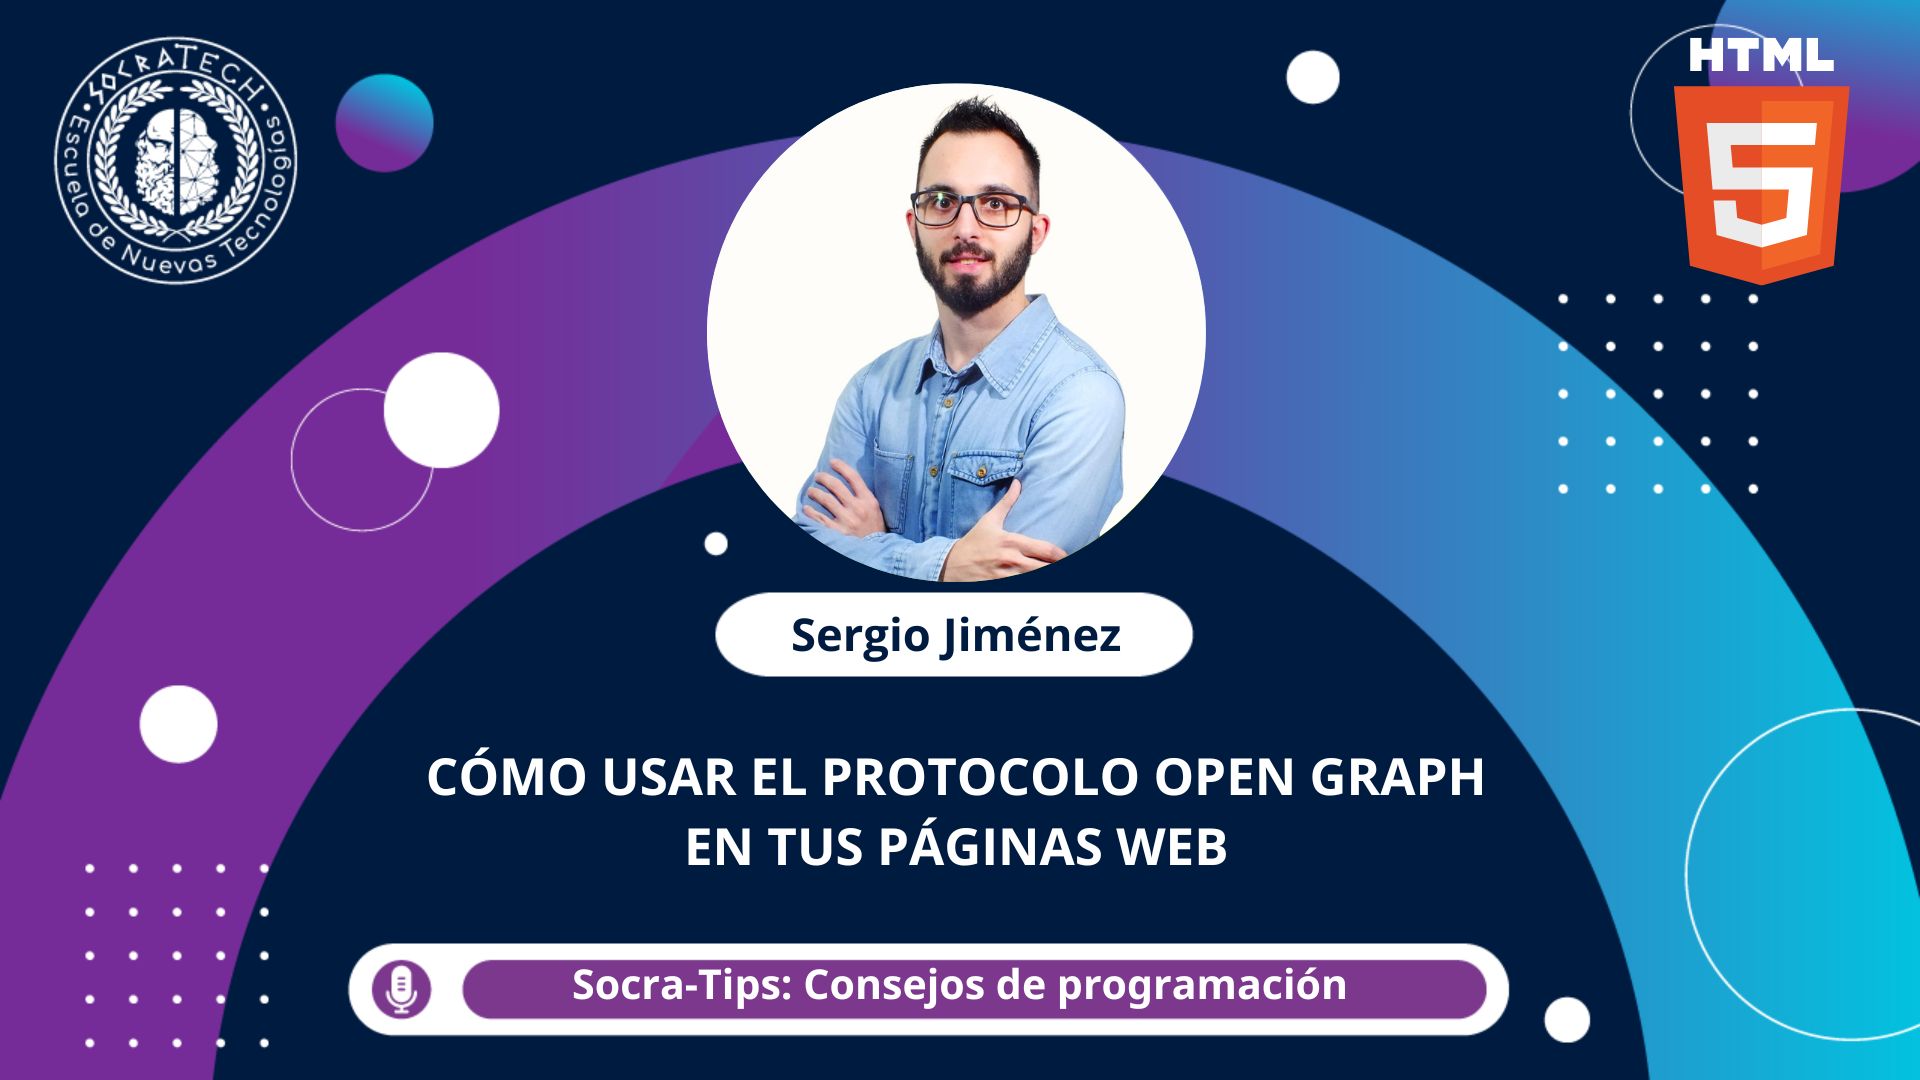 SOCRATECH
Escuela de Nuevas Tecnologías
HTML
5
Sergio Jiménez
CÓMO USAR EL PROTOCOLO OPEN GRAPH
EN TUS PÁGINAS WEB
Socra-Tips: Consejos de programación